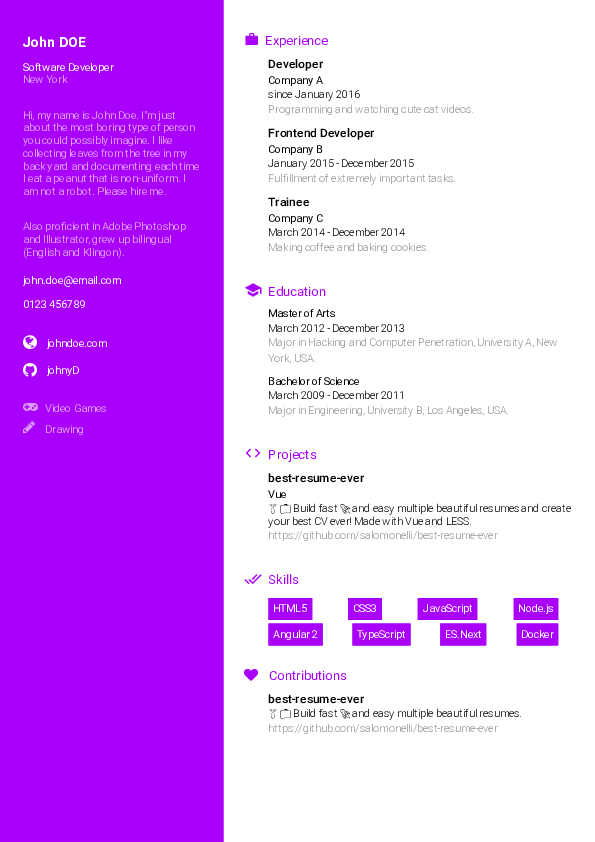 John DOE
Software Developer
New York
Hi, my name is John Doe. I'm just
about the most boring type of person
you could possibly imagine. I like
collecting leaves from the tree in my
back yard and documenting each time
I eat a peanut that is non-uniform. I
am not a robot. Please hire me.
Also proficient in Adobe Photoshop
and Illustrator, grew up bilingual
(English and Klingon).
john.doe@email.com
0123 456789
johndoe.com
johnyD
Video Games
Drawing
Experience
Developer
Company A
since January 2016
Programming and watching cute cat videos.
Frontend Developer
Company B
January 2015 - December 2015
Fulfillment of extremely important tasks.
Trainee
Company C
March 2014 - December 2014
Making coffee and baking cookies.
Education
Master of Arts
March 2012 - December 2013
Major in Hacking and Computer Penetration, University A, New
York, USA.
Bachelor of Science
March 2009 - December 2011
Major in Engineering, University B, Los Angeles, USA.
Projects
best-resume-ever
Vue
👔 📋 Build fast 🚀 and easy multiple beautiful resumes and create
your best CV ever! Made with Vue and LESS.
https://github.com/salomonelli/best-resume-ever
Skills
HTML5 CSS3 JavaScript Node.js
Angular 2 TypeScript ES.Next Docker
Contributions
best-resume-ever
👔 📋 Build fast 🚀 and easy multiple beautiful resumes.
https://github.com/salomonelli/best-resume-ever